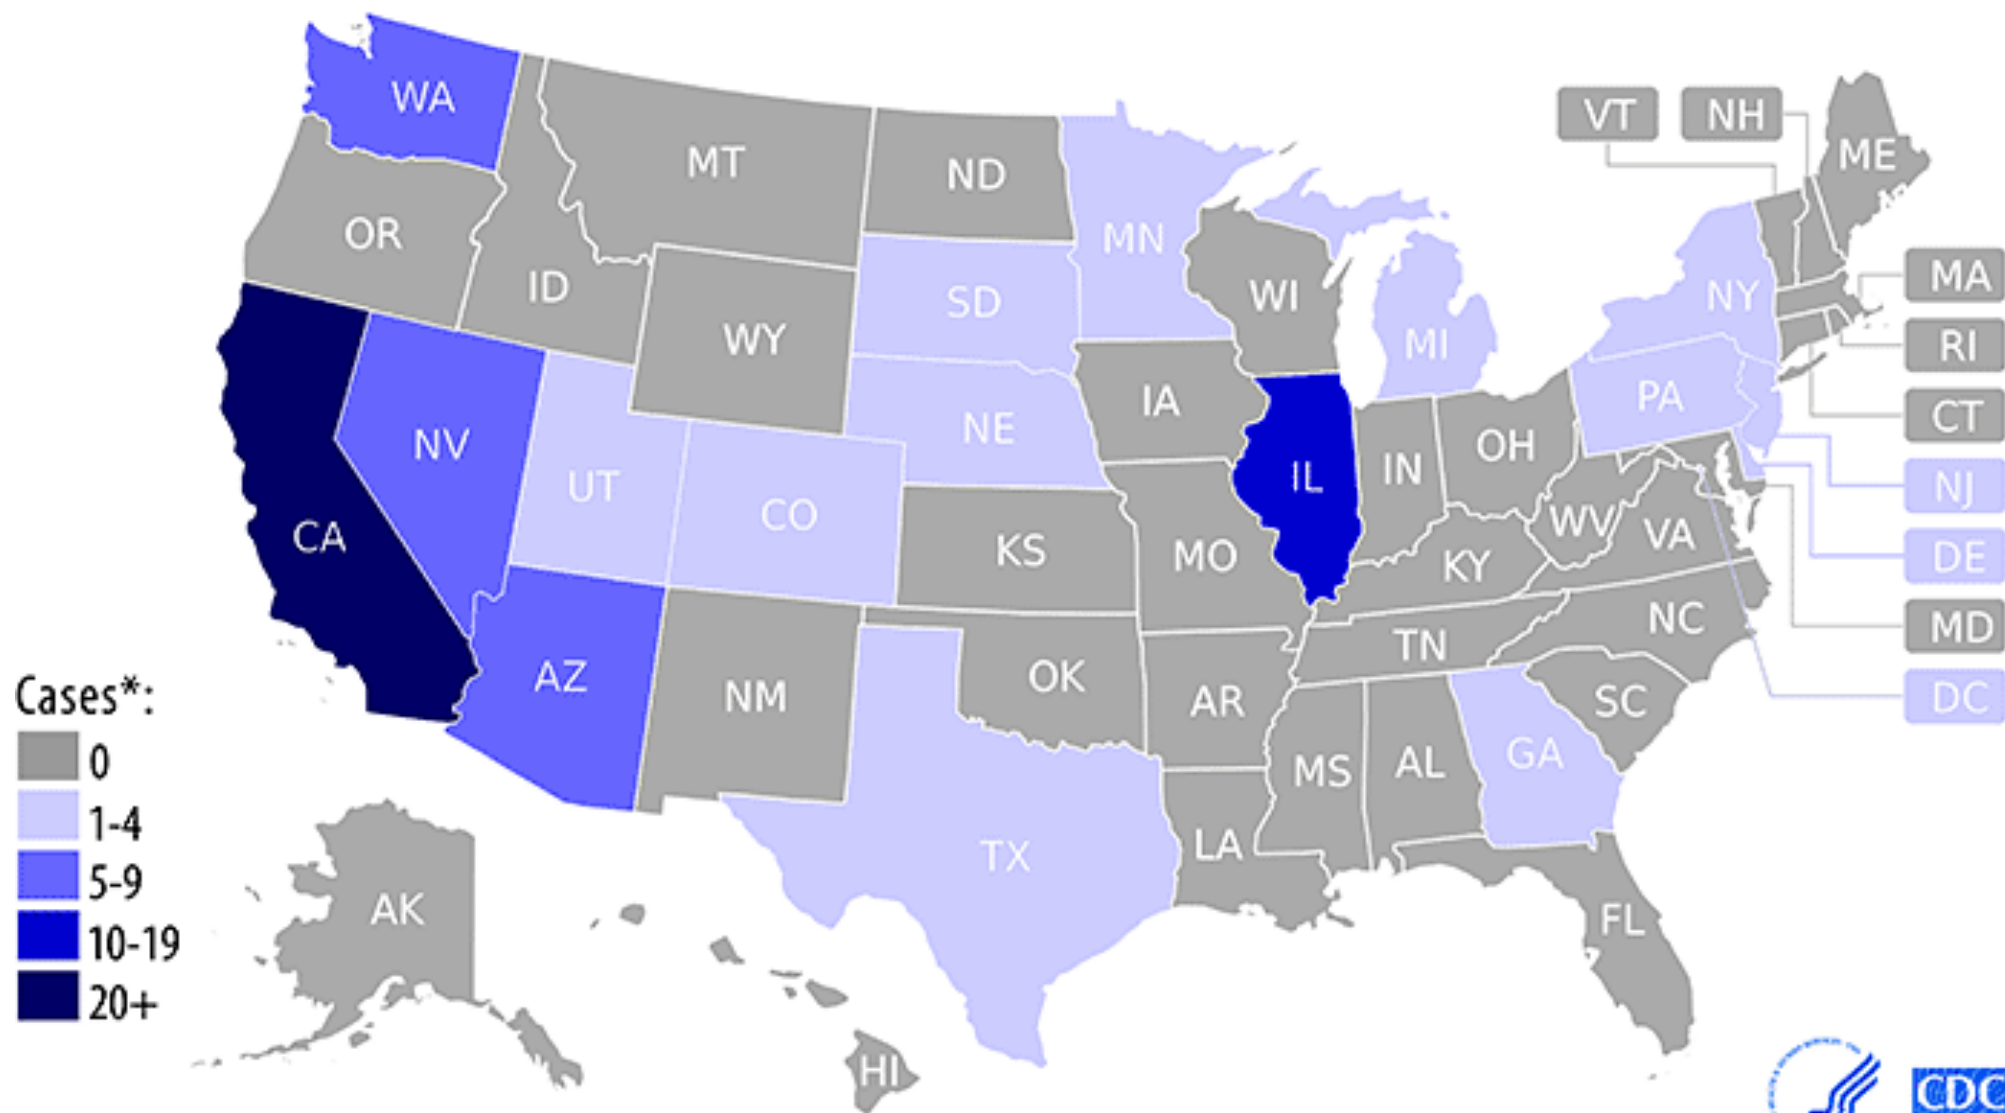 WA
MT
ND
MN
VT
NH
ME
OR
ID
WY
SD
WI
MI
NY
MA
RI
CT
NV
UT
CO
NE
IA
IL
IN
OH
PA
NJ
DE
MD
DC
CA
AZ
NM
KS
MO
KY
WV
VA
OK
AR
TN
NC
SC
TX
LA
MS
AL
GA
FL
AK
HI
Cases*:
0
1-4
5-9
10-19
20+
CDC